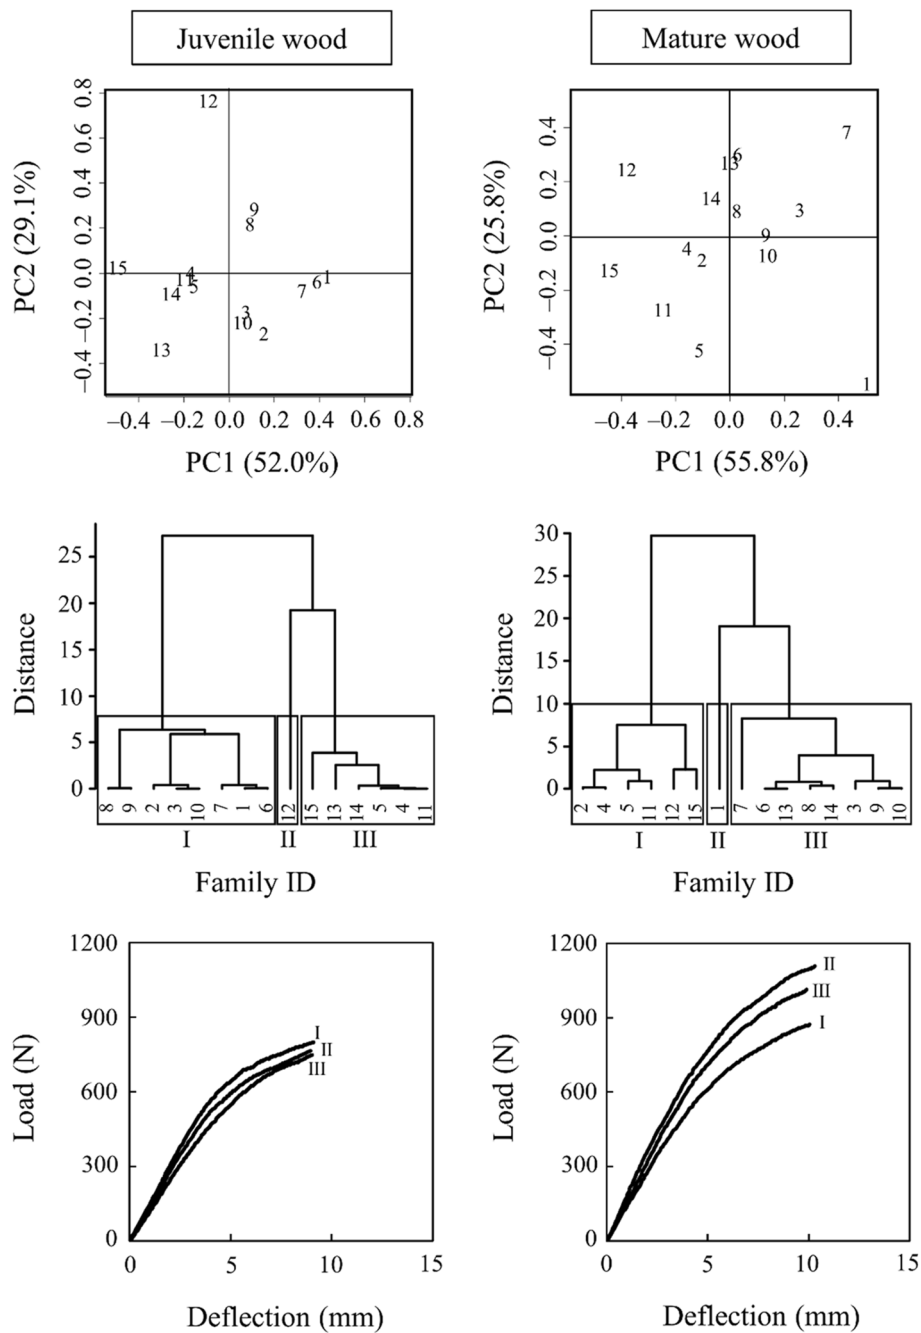 Juvenile wood
Mature wood
PC2 (29.1%)
0.8
0.6
0.4
0.2
0.0
−0.2
−0.4
12
9
8
15
4
11
5
14
7
6
1
3
10
2
13
−0.4 −0.2 0.0 0.2 0.4 0.6 0.8
PC1 (52.0%)
PC2 (25.8%)
0.4
0.2
0.0
−0.2
−0.4
7
6
13
12
14
8
3
9
4
2
10
15
11
5
1
−0.4 −0.2 0.0 0.2 0.4
PC1 (55.8%)
Distance
25
20
15
10
5
0
8 9 2 3 10 7 1 6 12 15 13 14 5 4 11
I II III
Family ID
Distance
30
25
20
15
10
5
0
2 4 5 11 12 15 1 7 6 13 8 14 3 9 10
I II III
Family ID
Load (N)
1200
900
600
300
0
I
II
III
0 5 10 15
Deflection (mm)
Load (N)
1200
900
600
300
0
II
III
I
0 5 10 15
Deflection (mm)